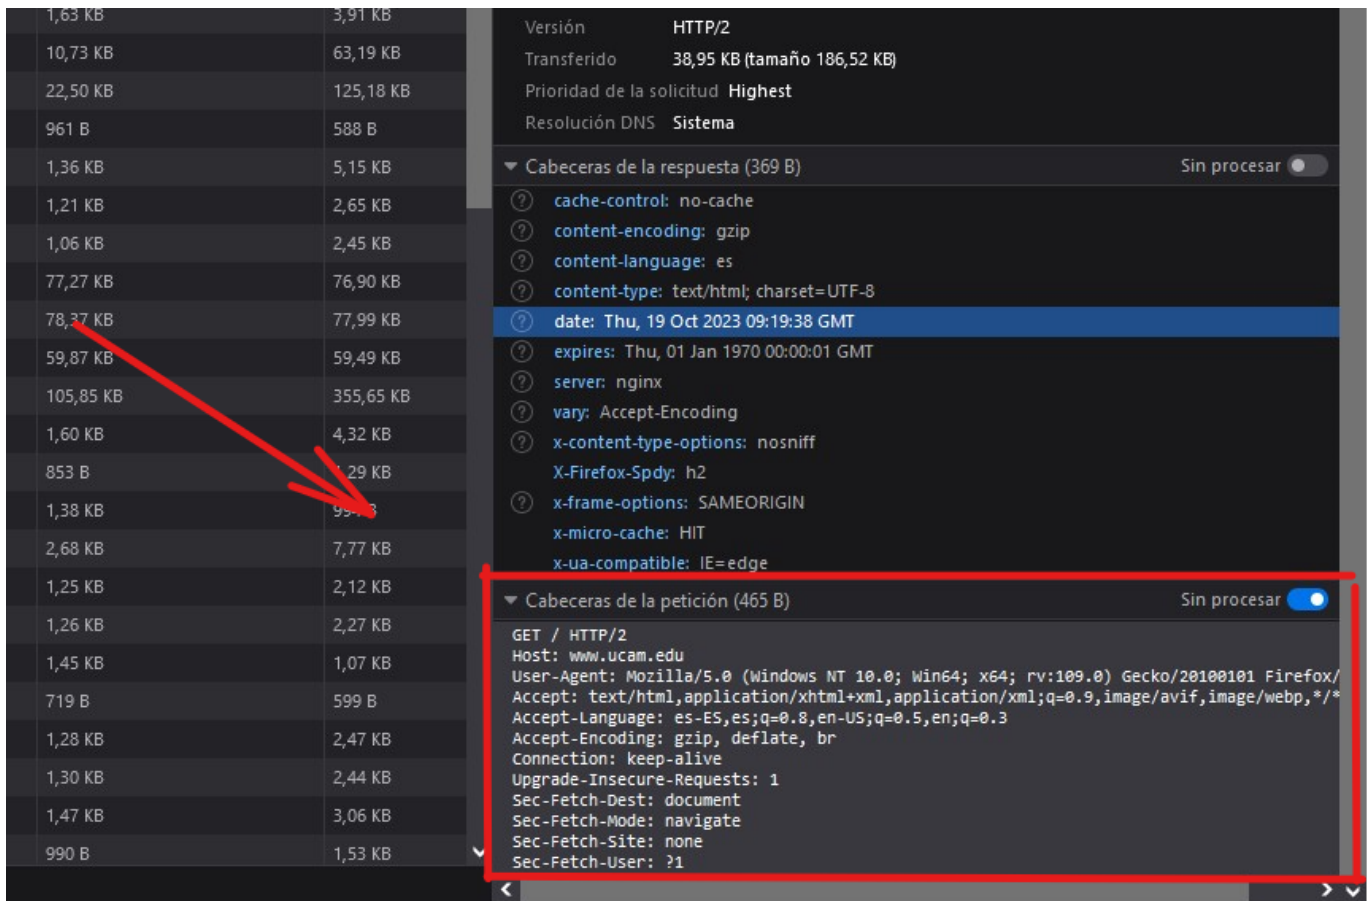 1,63 KB 3,91 KB
10,73 KB 63,19 KB
22,50 KB 125,18 KB
961 B 588 B
1,36 KB 5,15 KB
1,21 KB 2,65 KB
1,06 KB 2,45 KB
77,27 KB 76,90 KB
78,37 KB 77,99 KB
59,87 KB 59,49 KB
105,85 KB 355,65 KB
1,60 KB 4,32 KB
853 B KB
1,38 KB
2,68 KB 7,77 KB
1,25 KB 2,12 KB
1,26 KB 2,27 KB
1,45 KB 1,07 KB
719 B 599 B
1,28 KB 2,47 KB
1,30 KB 2,44 KB
1,47 KB 3,06 KB
990 B 1,53 KB
Versión HTTP/2
Transferido 38,95 KB (tamaño 186,52 KB)
Prioridad de la solicitud Highest
Resolución DNS Sistema
Cabeceras de la respuesta (369 B) Sin procesar
cache-control: no-cache
content-encoding: gzip
content-language: es
content-type: text/html; charset=UTF-8
date: Thu, 19 Oct 2023 09:19:38 GMT
expires: Thu, 01 Jan 1970 00:00:01 GMT
server: nginx
vary: Accept-Encoding
x-content-type-options: nosniff
X-Firefox-Spdy: h2
x-frame-options: SAMEORIGIN
x-micro-cache: HIT
x-ua-compatible: IE=edge
Cabeceras de la petición (465 B) Sin procesar
GET / HTTP/2
Host: www.ucam.edu
User-Agent: Mozilla/5.0 (Windows NT 10.0; Win64; x64; rv:109.0) Gecko/20100101 Firefox/
Accept: text/html,application/xhtml+xml,application/xml;q=0.9,image/avif,image/webp,*/*
Accept-Language: es-ES,es;q=0.8,en-US;q=0.5,en;q=0.3
Accept-Encoding: gzip, deflate, br
Connection: keep-alive
Upgrade-Insecure-Requests: 1
Sec-Fetch-Dest: document
Sec-Fetch-Mode: navigate
Sec-Fetch-Site: none
Sec-Fetch-User: ?1